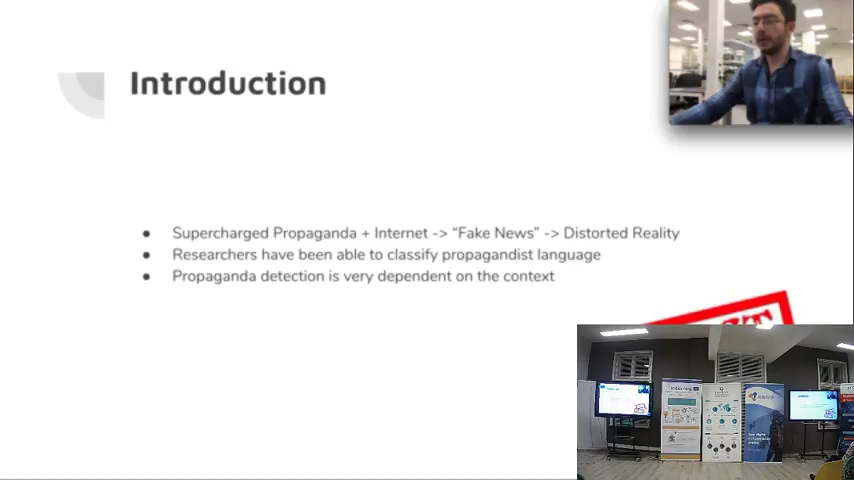 Introduction
● Supercharged Propaganda + Internet -> “Fake News” -> Distorted Reality
● Researchers have been able to classify propagandist language
● Propaganda detection is very dependent on the context